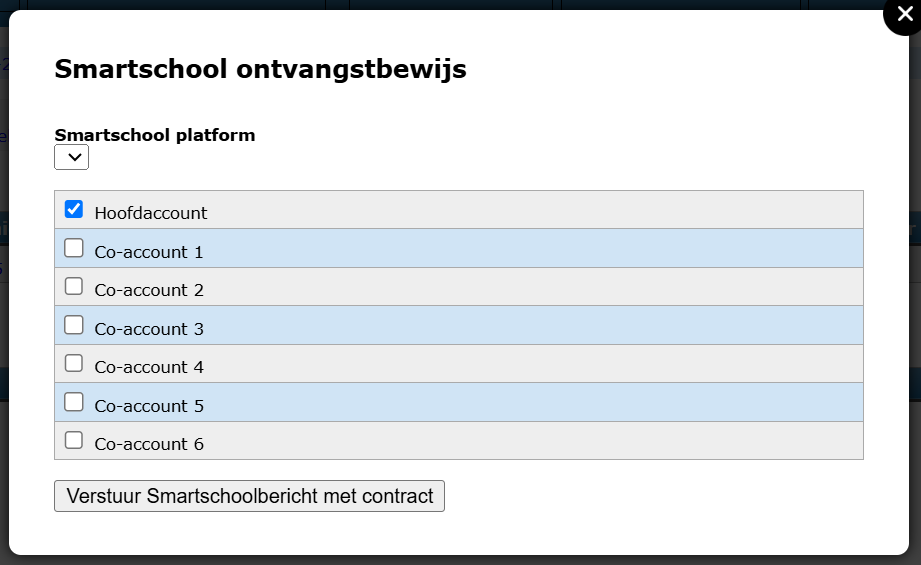 Smartschool ontvangstbewijs
Smartschool platform
Hoofdaccount
Co-account 1
Co-account 2
Co-account 3
Co-account 4
Co-account 5
Co-account 6
Verstuur Smartschoolbericht met contract